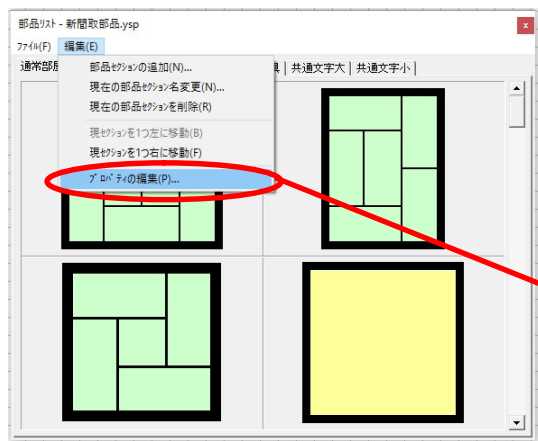 部品ﾘｽﾄ - 新間取部品.ysp
ﾌｧｲﾙ(F) 編集(E)
通常部屋 具 共通文字大 共通文字小
部品ｾｸｼｮﾝの追加(N)...
現在の部品ｾｸｼｮﾝ名変更(N)...
現在の部品ｾｸｼｮﾝを削除(R)
現ｾｸｼｮﾝを1つ左に移動(B)
現ｾｸｼｮﾝを1つ右に移動(F)
ﾌﾟﾛﾊﾟﾃｨの編集(P)...